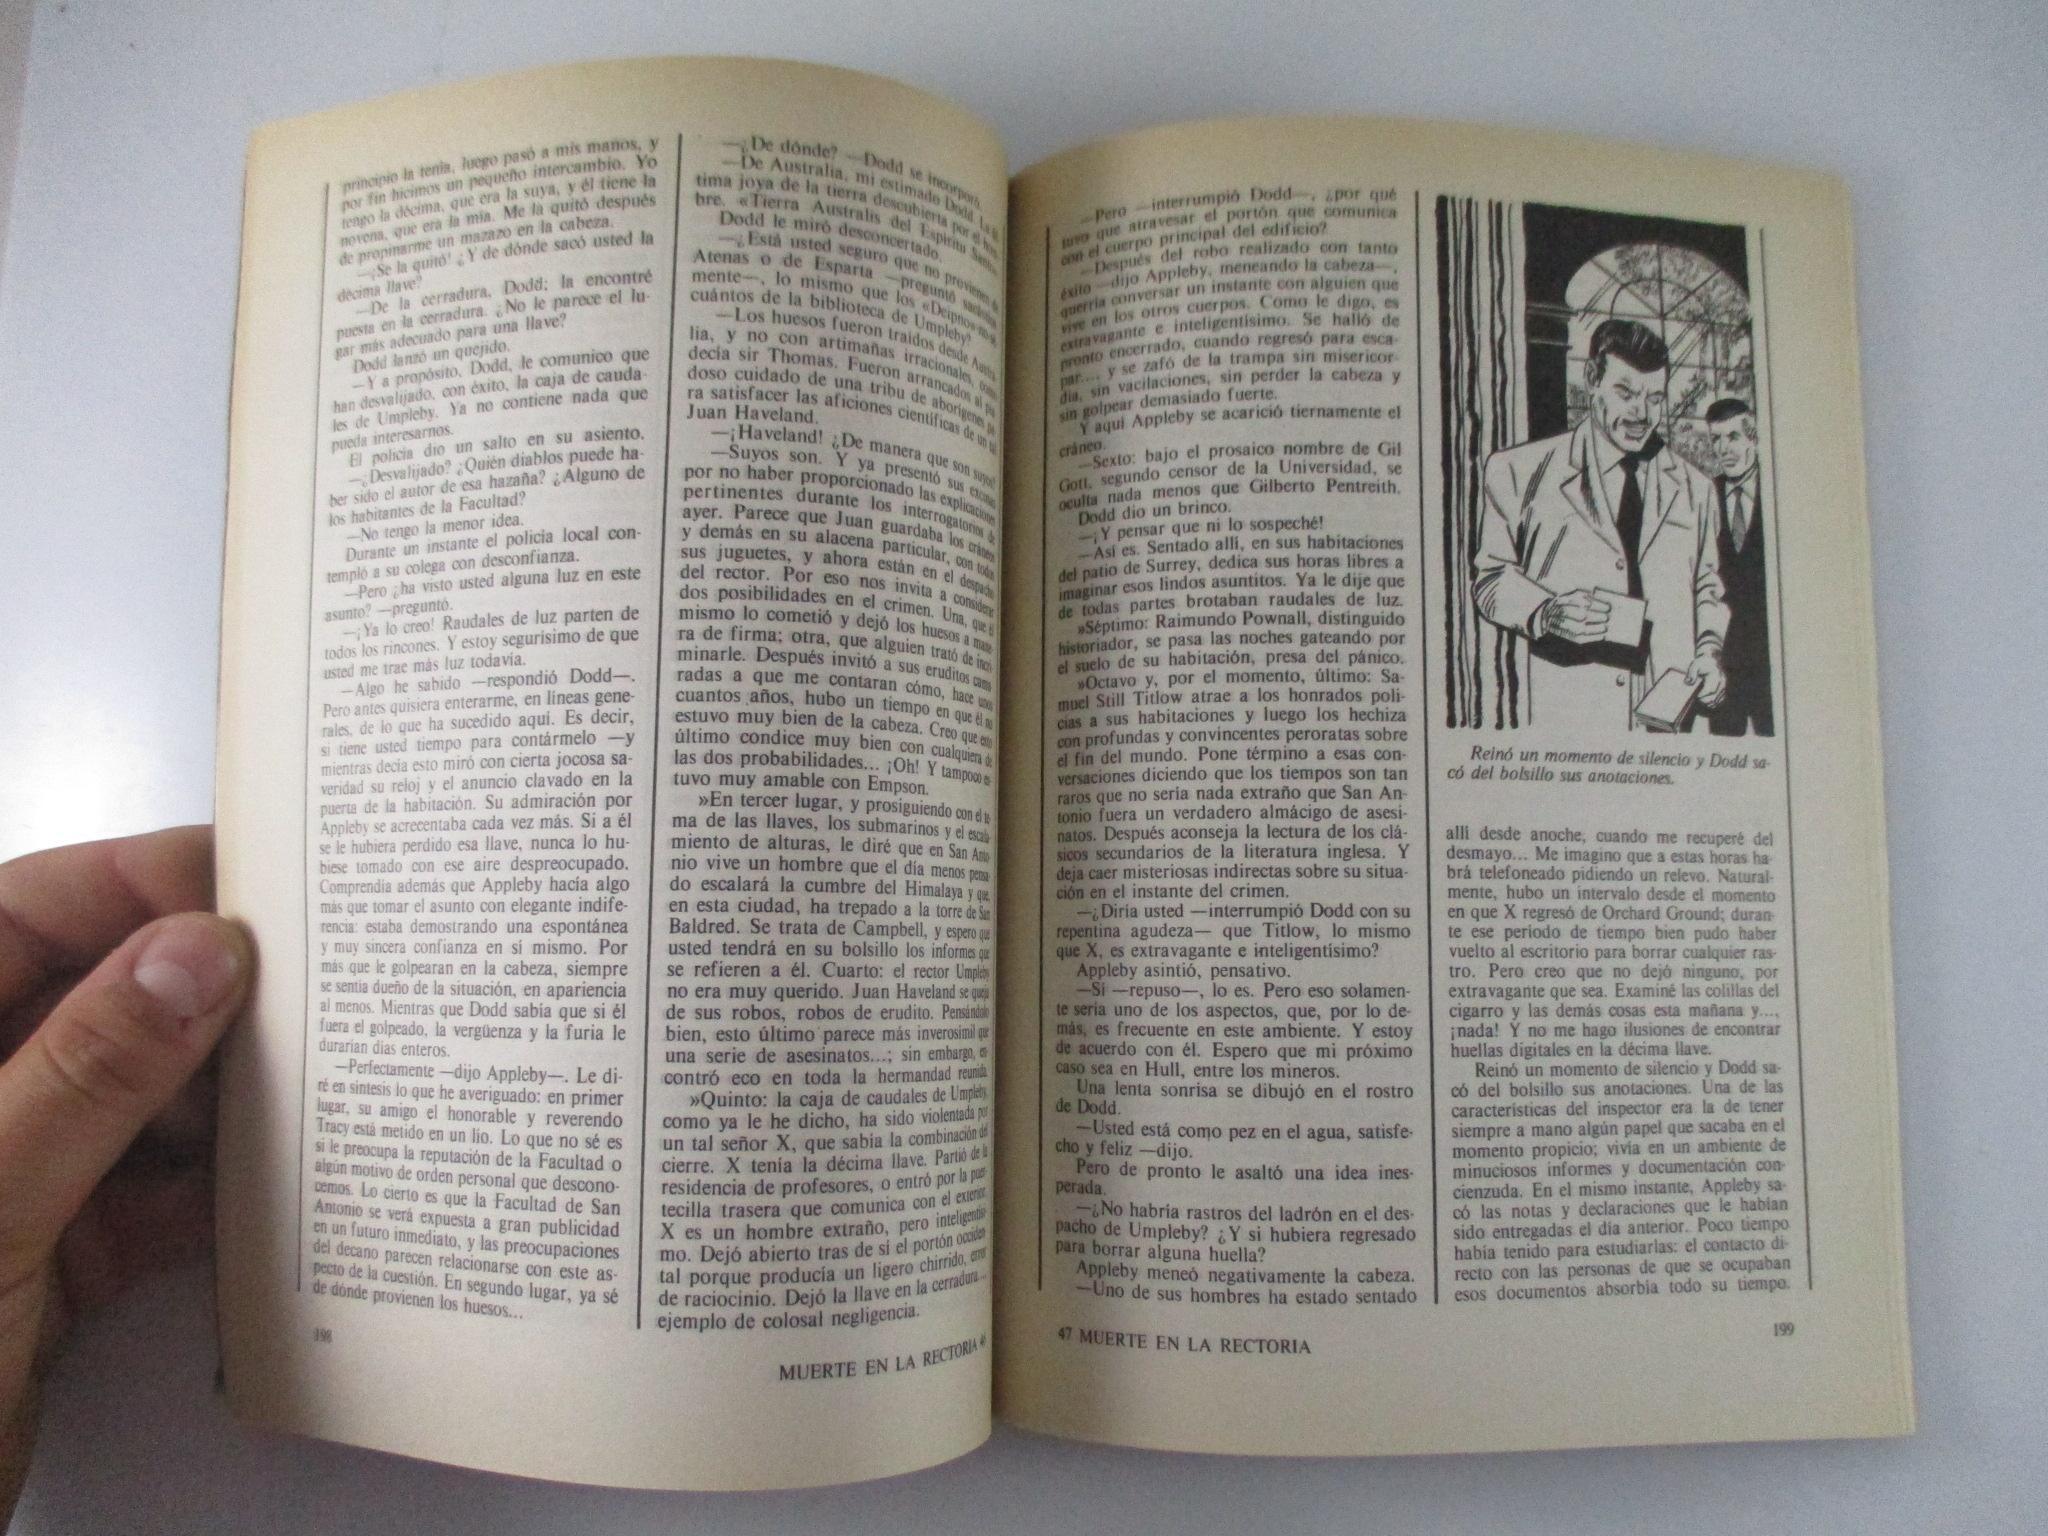 principio la tenía, luego pasó a mis manos, y
por fin hicimos un pequeño intercambio. Yo
tengo la décima, que era la suya, y él tiene la
novena, que era la mía. Me la quitó después
de propinarme un mazazo en la cabeza.
—¡Se la quitó! ¿Y de dónde sacó usted la
décima llave?
—De la cerradura, Dodd; la encontré
puesta en la cerradura. ¿No le parece el lu-
gar más adecuado para una llave?
Dodd lanzó un quejido.
—Y a propósito, Dodd, le comunico que
han desvalijado, con éxito, la caja de cauda-
les de Umpleby. Ya no contiene nada que
pueda interesarnos.
El policía dio un salto en su asiento.
—¿Desvalijado? ¿Quién diablos puede ha-
ber sido el autor de esa hazaña? ¿Alguno de
los habitantes de la Facultad?
—No tengo la menor idea.
Durante un instante el policía local con-
templó a su colega con desconfianza.
—Pero ¿ha visto usted alguna luz en este
asunto? —preguntó.
—¡Ya lo creo! Raudales de luz parten de
todos los rincones. Y estoy segurísimo de que
usted me trae más luz todavía.
—Algo he sabido —respondió Dodd—.
Pero antes quisiera enterarme, en líneas gene-
rales, de lo que ha sucedido aquí. Es decir,
si tiene usted tiempo para contármelo —y
mientras decía esto miró con cierta jocosa sa-
veridad su reloj y el anuncio clavado en la
puerta de la habitación. Su admiración por
Appleby se acrecentaba cada vez más. Si a él
se le hubiera perdido esa llave, nunca lo hu-
biese tomado con ese aire despreocupado.
Comprendía además que Appleby hacía algo
más que tomar el asunto con elegante indife-
rencia: estaba demostrando una espontánea
y muy sincera confianza en sí mismo. Por
más que le golpearan en la cabeza, siempre
se sentía dueño de la situación, en apariencia
al menos. Mientras que Dodd sabía que si él
fuera el golpeado, la vergüenza y la furia le
durarían días enteros.
—Perfectamente —dijo Appleby—. Le di-
ré en síntesis lo que he averiguado: en primer
lugar, su amigo el honorable y reverendo
Tracy está metido en un lío. Lo que no sé es
si le preocupa la reputación de la Facultad o
algún motivo de orden personal que descono-
cemos. Lo cierto es que la Facultad de San
Antonio se verá expuesta a gran publicidad
en un futuro inmediato, y las preocupaciones
del decano parecen relacionarse con este as-
pecto de la cuestión. En segundo lugar, ya sé
de dónde provienen los huesos...
198
—¿De dónde? —Dodd se incorporó.
—De Australia, mi estimado Dodd. La úl-
tima joya de la tierra descubierta por el hom-
bre. «Tierra Australis del Espíritu Santo»
Dodd le miró desconcertado.
—¿Está usted seguro que no provienen de
Atenas o de Esparta —preguntó
mente—, lo mismo que los
cuántos de la biblioteca de Umpleby?
—Los huesos fueron traídos desde Austra-
lia, y no con artimañas irracionales, como
decía sir Thomas. Fueron arrancados al pia-
doso cuidado de una tribu de aborígenes pa-
ra satisfacer las aficiones científicas de un tal
Juan Haveland.
—¡Haveland! ¿De manera que son suyos?
—Suyos son. Y ya presentó sus excusas
por no haber proporcionado las explicaciones
pertinentes durante los interrogatorios de
ayer. Parece que Juan guardaba los cráneos
y demás en su alacena particular, con todos
sus juguetes, y ahora están en el despacho
del rector. Por eso nos invita a considerar
dos posibilidades en el crimen. Una, que él
mismo lo cometió y dejó los huesos a mane-
ra de firma; otra, que alguien trató de incri-
minarle. Después invitó a sus eruditos cama-
radas a que me contaran cómo, hace unos
cuantos años, hubo un tiempo en que él no
estuvo muy bien de la cabeza. Creo que esto
último condice muy bien con cualquiera de
las dos probabilidades... ¡Oh! Y tampoco es-
tuvo muy amable con Empson.
»En tercer lugar, y prosiguiendo con el te-
ma de las llaves, los submarinos y el escala-
miento de alturas, le diré que en San Anto-
nio vive un hombre que el día menos pensa-
do escalará la cumbre del Himalaya y que,
en esta ciudad, ha trepado a la torre de San
Baldred. Se trata de Campbell, y espero que
usted tendrá en su bolsillo los informes que
se refieren a él. Cuarto: el rector Umpleby
no era muy querido. Juan Haveland se queja
de sus robos, robos de erudito. Pensándolo
bien, esto último parece más inverosímil que
una serie de asesinatos...; sin embargo, en-
contró eco en toda la hermandad reunida.
»Quinto: la caja de caudales de Umpleby,
como ya le he dicho, ha sido violentada por
un tal señor X, que sabía la combinación del
cierre. X tenía la décima llave. Partió de la
residencia de profesores, o entró por la puer-
tecilla trasera que comunica con el exterior.
X es un hombre extraño, pero inteligentísi-
mo. Dejó abierto tras de sí el portón occiden-
tal porque producía un ligero chirrido, error
de raciocinio. Dejó la llave en la cerradura...
ejemplo de colosal negligencia.
MUERTE EN LA RECTORIA 46
—Pero —interrumpió Dodd—, ¿por qué
tuvo que atravesar el portón que comunica
con el cuerpo principal del edificio?
—Después del robo realizado con tanto
éxito —dijo Appleby, meneando la cabeza—,
querría conversar un instante con alguien que
vive en los otros cuerpos. Como le digo, es
extravagante e inteligentísimo. Se halló de
pronto encerrado, cuando regresó para esca-
par..., y se zafó de la trampa sin misericor-
dia, sin vacilaciones, sin perder la cabeza y
sin golpear demasiado fuerte.
Y aquí Appleby se acarició tiernamente el
cráneo.
—Sexto: bajo el prosaico nombre de Gil
Gott, segundo censor de la Universidad, se
oculta nada menos que Gilberto Pentreith.
Dodd dio un brinco.
—¡Y pensar que ni lo sospeché!
—Así es. Sentado allí, en sus habitaciones
del patio de Surrey, dedica sus horas libres a
imaginar esos lindos asuntitos. Ya le dije que
de todas partes brotaban raudales de luz.
»Séptimo: Raimundo Pownall, distinguido
historiador, se pasa las noches gateando por
el suelo de su habitación, presa del pánico.
»Octavo y, por el momento, último: Sa-
muel Still Titlow atrae a los honrados poli-
cías a sus habitaciones y luego los hechiza
con profundas y convincentes peroratas sobre
el fin del mundo. Pone término a esas con-
versaciones diciendo que los tiempos son tan
raros que no sería nada extraño que San An-
tonio fuera un verdadero almácigo de asesi-
natos. Después aconseja la lectura de los clá-
sicos secundarios de la literatura inglesa. Y
deja caer misteriosas indirectas sobre su situa-
ción en el instante del crimen.
—¿Diría usted —interrumpió Dodd con su
repentina agudeza— que Titlow, lo mismo
que X, es extravagante e inteligentísimo?
Appleby asintió, pensativo.
—Sí —repuso—, lo es. Pero eso solamen-
te sería uno de los aspectos, que, por lo de-
más, es frecuente en este ambiente. Y estoy
de acuerdo con él. Espero que mi próximo
caso sea en Hull, entre los mineros.
Una lenta sonrisa se dibujó en el rostro
de Dodd.
—Usted está como pez en el agua, satisfe-
cho y feliz —dijo.
Pero de pronto le asaltó una idea ines-
perada.
—¿No habría rastros del ladrón en el des-
pacho de Umpleby? ¿Y si hubiera regresado
para borrar alguna huella?
Appleby meneó negativamente la cabeza.
—Uno de sus hombres ha estado sentado
47 MUERTE EN LA RECTORIA
Reinó un momento de silencio y Dodd sa-
có del bolsillo sus anotaciones.
allí desde anoche, cuando me recuperé del
desmayo... Me imagino que a estas horas ha-
brá telefoneado pidiendo un relevo. Natural-
mente, hubo un intervalo desde el momento
en que X regresó de Orchard Ground; duran-
te ese período de tiempo bien pudo haber
vuelto al escritorio para borrar cualquier ras-
tro. Pero creo que no dejó ninguno, por
extravagante que sea. Examiné las colillas del
cigarro y las demás cosas esta mañana y...,
¡nada! Y no me hago ilusiones de encontrar
huellas digitales en la décima llave.
Reinó un momento de silencio y Dodd sa-
có del bolsillo sus anotaciones. Una de las
características del inspector era la de tener
siempre a mano algún papel que sacaba en el
momento propicio; vivía en un ambiente de
minuciosos informes y documentación con-
cienzuda. En el mismo instante, Appleby sa-
có las notas y declaraciones que le habían
sido entregadas el día anterior. Poco tiempo
había tenido para estudiarlas: el contacto di-
recto con las personas de que se ocupaban
esos documentos absorbía todo su tiempo.
199